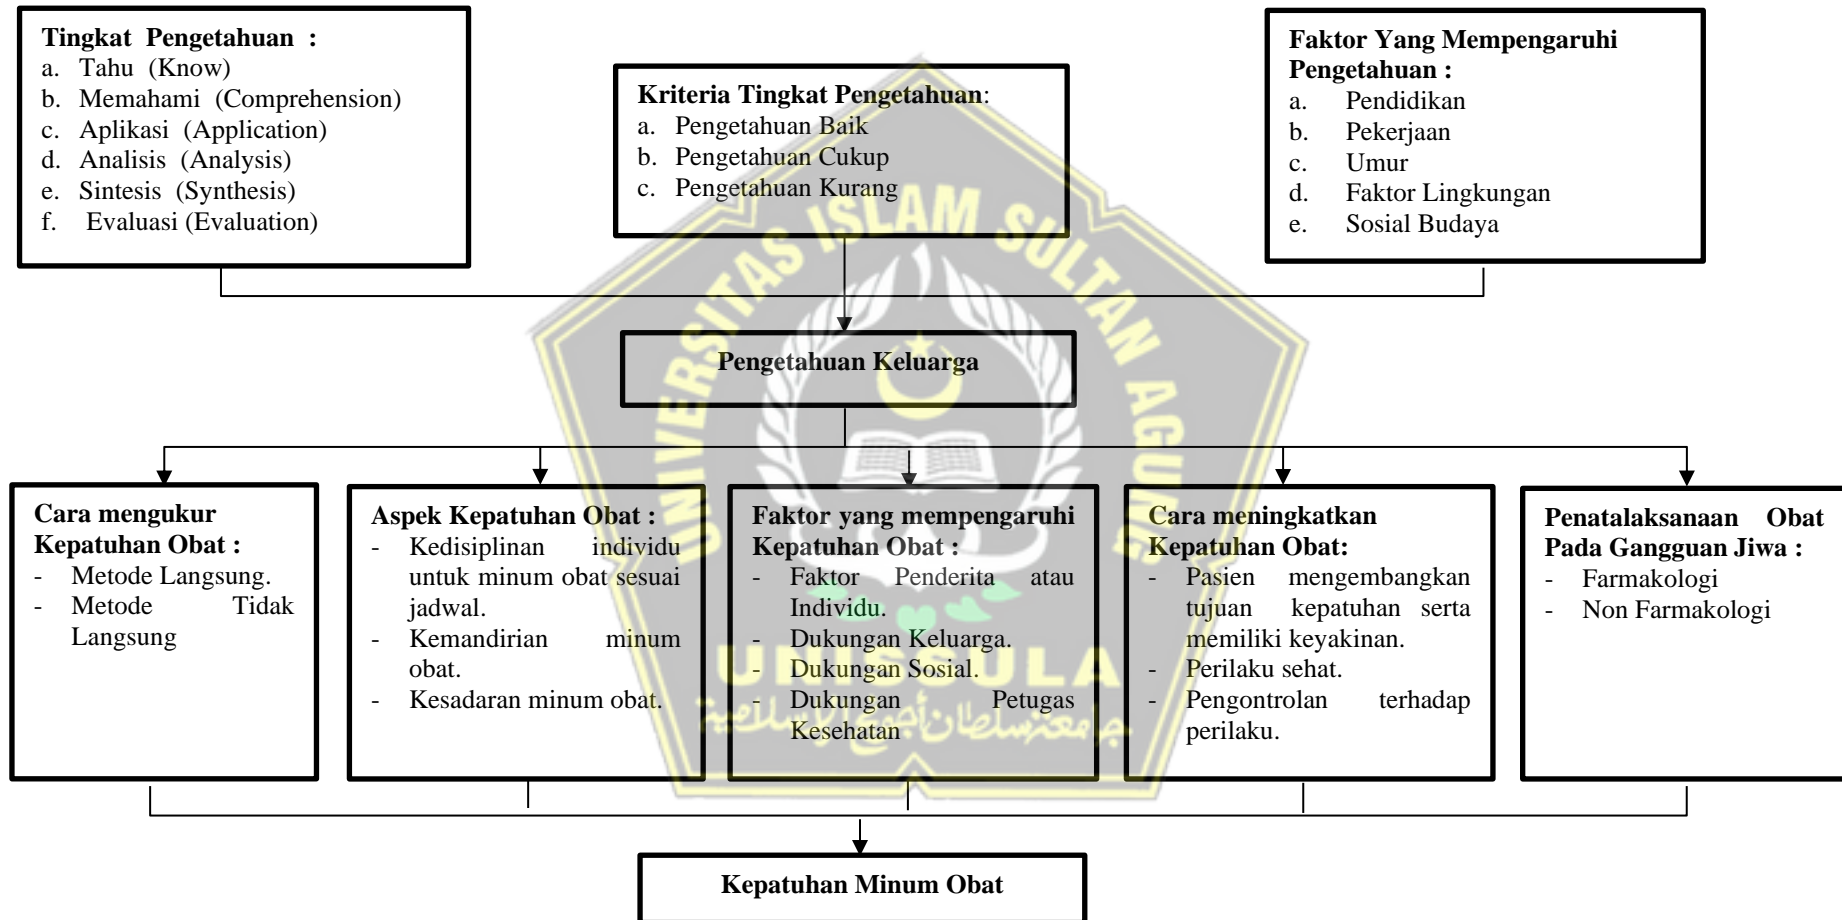 Tingkat Pengetahuan :
a. Tahu (Know)
b. Memahami (Comprehension)
c. Aplikasi (Application)
d. Analisis (Analysis)
e. Sintesis (Synthesis)
f. Evaluasi (Evaluation)
Kriteria Tingkat Pengetahuan:
a. Pengetahuan Baik
b. Pengetahuan Cukup
c. Pengetahuan Kurang
Faktor Yang Mempengaruhi
Pengetahuan :
a. Pendidikan
b. Pekerjaan
c. Umur
d. Faktor Lingkungan
e. Sosial Budaya
Pengetahuan Keluarga
Cara mengukur
Kepatuhan Obat :
- Metode Langsung.
- Metode Tidak
Langsung
Aspek Kepatuhan Obat :
- Kedisiplinan individu
untuk minum obat sesuai
jadwal.
- Kemandirian minum
obat.
- Kesadaran minum obat.
Faktor yang mempengaruhi
Kepatuhan Obat :
- Faktor Penderita atau
Individu.
- Dukungan Keluarga.
- Dukungan Sosial.
- Dukungan Petugas
Kesehatan
Cara meningkatkan
Kepatuhan Obat:
- Pasien mengembangkan
tujuan kepatuhan serta
memiliki keyakinan.
- Perilaku sehat.
- Pengontrolan terhadap
perilaku.
Penatalaksanaan Obat
Pada Gangguan Jiwa :
- Farmakologi
- Non Farmakologi
Kepatuhan Minum Obat
UNIVERSITAS ISLAM SULTAN AGUNG
UNISSULA
جامعة سلطان أجونج الإسلامية